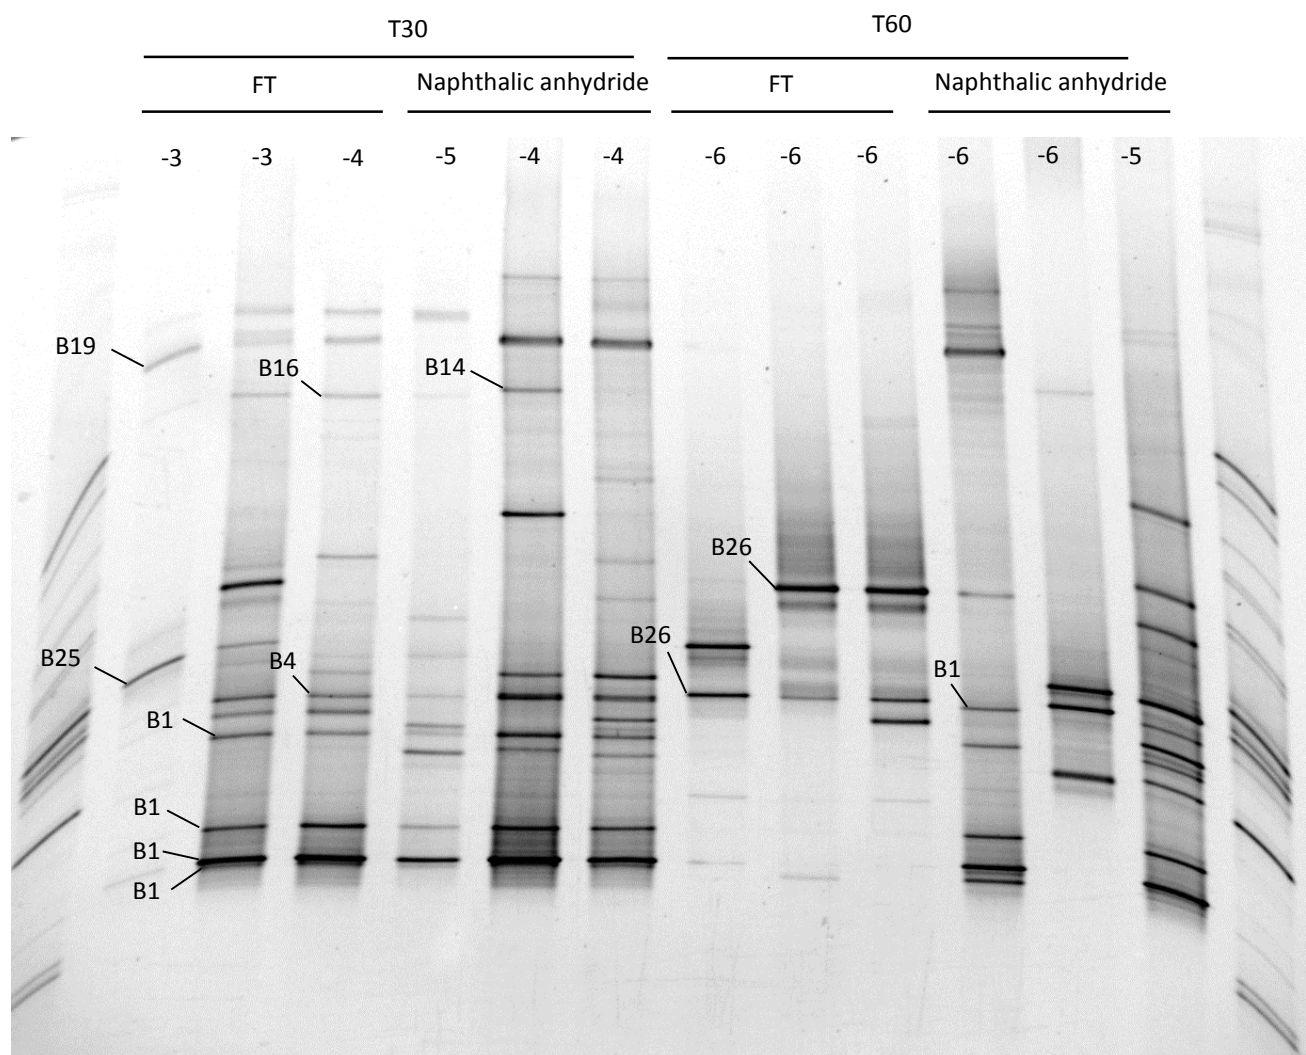 T30 T60
FT Naphthalic anhydride FT Naphthalic anhydride
-3 -3 -4 -5 -4 -4 -6 -6 -6 -6 -6 -5
B19
B16 B14
B26
B26
B25 B4 B1
B1
B1
B1
B1